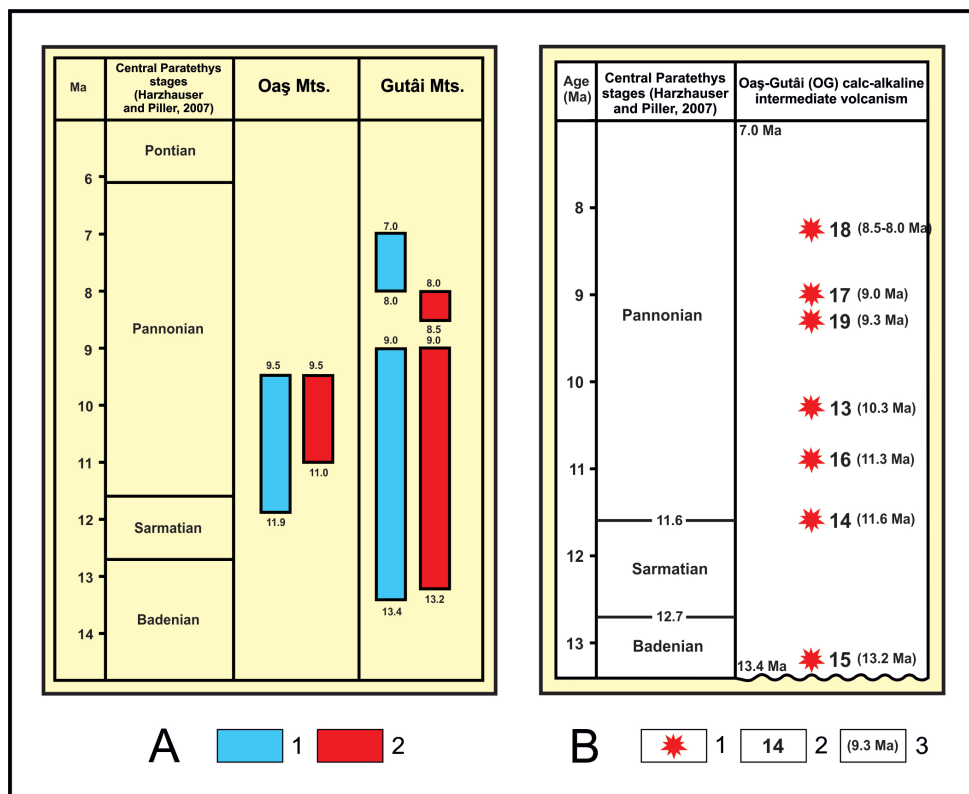 Ma
Central Paratethys
stages
(Harzhauser
and Piller, 2007)
Oaş Mts.
Gutâi Mts.
Pontian
6
7.0
7
8.0
8
8.0
Pannonian
8.5
9
9.0
9.0
9.5
9.5
10
11
11.0
11.9
12
Sarmatian
13
13.4
13.2
Badenian
14
A
1
2
Age
(Ma)
Central Paratethys
stages (Harzhauser
and Piller, 2007)
Oaş-Gutâi (OG) calc-alkaline
intermediate volcanism
7.0 Ma
8
18 (8.5-8.0 Ma)
9
17 (9.0 Ma)
Pannonian
19 (9.3 Ma)
10
13 (10.3 Ma)
16 (11.3 Ma)
11
11.6
14 (11.6 Ma)
12
Sarmatian
12.7
13
Badenian
15 (13.2 Ma)
13.4 Ma
B
1
14
2
(9.3 Ma)
3